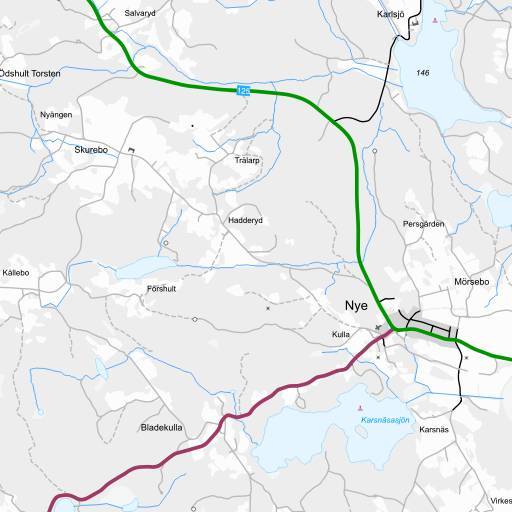 Salvaryd
Karlsjö
Ödshult Torsten
146
125
Nyängen
Skurebo
Trälarp
Hadderyd
Persgården
Källebo
Mörsebo
Förshult
Nye
Kulla
Karsnäsasjön
Bladekulla
Karsnäs
Virkes